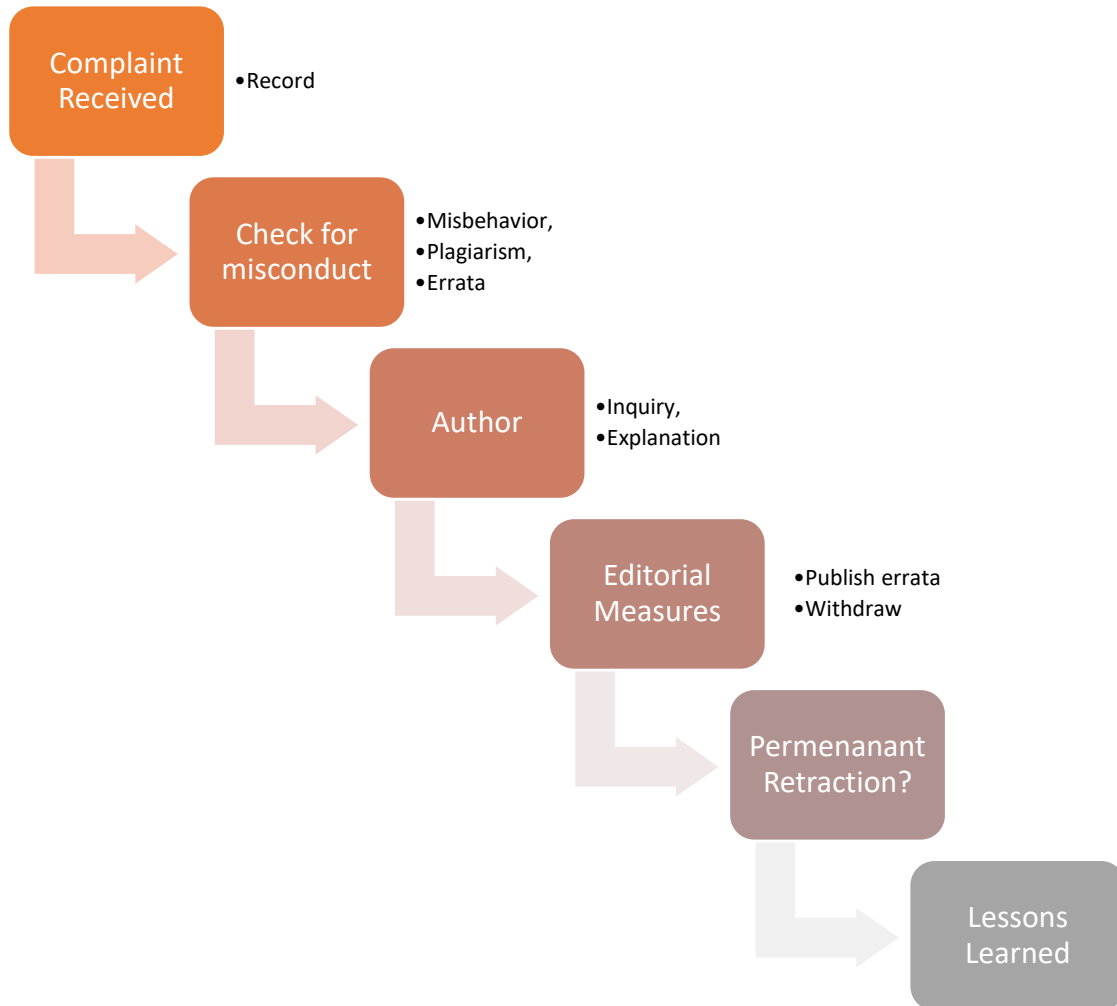 Complaint
Received
•Record
Check for
misconduct
•Misbehavior,
•Plagiarism,
•Errata
Author
•Inquiry,
•Explanation
Editorial
Measures
•Publish errata
•Withdraw
Permenanant
Retraction?
Lessons
Learned